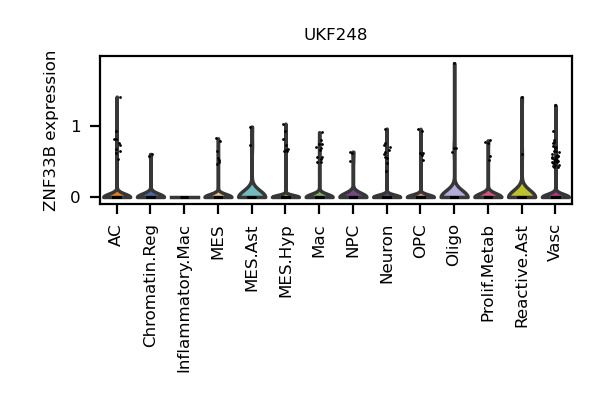 UKF248
ZNF33B expression
1
0
AC
Chromatin.Reg
Inflammatory.Mac
MES
MES.Ast
MES.Hyp
Mac
NPC
Neuron
OPC
Oligo
Prolif.Metab
Reactive.Ast
Vasc